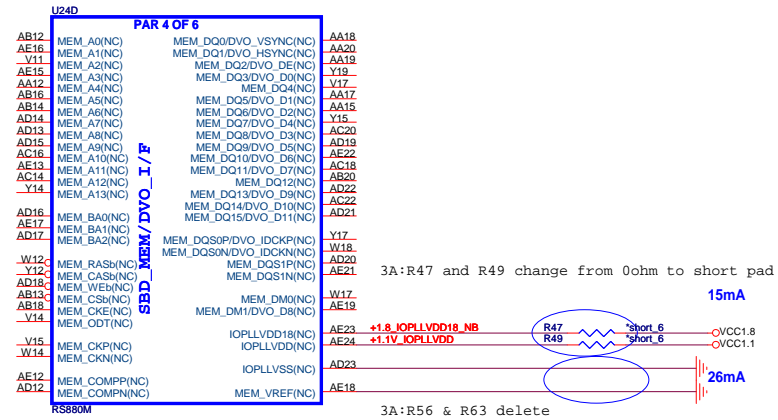 U24D
PAR 4 OF 6
AB12 MEM_A0(NC) MEM_DQ0/DVO_VSYNC(NC) AA18
AE16 MEM_A1(NC) MEM_DQ1/DVO_HSYNC(NC) AA20
V11 MEM_A2(NC) MEM_DQ2/DVO_DE(NC) AA19
AE15 MEM_A3(NC) MEM_DQ3/DVO_D0(NC) Y19
AA12 MEM_A4(NC) MEM_DQ4(NC) V17
AB16 MEM_A5(NC) MEM_DQ5/DVO_D1(NC) AA17
AB14 MEM_A6(NC) MEM_DQ6/DVO_D2(NC) AA15
AD14 MEM_A7(NC) MEM_DQ7/DVO_D4(NC) Y15
AD13 MEM_A8(NC) MEM_DQ8/DVO_D3(NC) AC20
AD15 MEM_A9(NC) MEM_DQ9/DVO_D5(NC) AD19
AC16 MEM_A10(NC) MEM_DQ10/DVO_D6(NC) AE22
AE13 MEM_A11(NC) MEM_DQ11/DVO_D7(NC) AC18
AC14 MEM_A12(NC) MEM_DQ12(NC) AB20
Y14 MEM_A13(NC) MEM_DQ13/DVO_D9(NC) AD22
MEM_DQ14/DVO_D10(NC) AC22
AD16 MEM_BA0(NC) MEM_DQ15/DVO_D11(NC) AD21
AE17 MEM_BA1(NC)
AD17 MEM_BA2(NC) MEM_DQS0P/DVO_IDCKP(NC) Y17
MEM_DQS0N/DVO_IDCKN(NC) W18
W12 MEM_RASb(NC) MEM_DQS1P(NC) AD20
Y12 MEM_CASb(NC) MEM_DQS1N(NC) AE21
AD18 MEM_WEb(NC)
AB13 MEM_CSb(NC) MEM_DM0(NC) W17
AB18 MEM_CKE(NC) MEM_DM1/DVO_D8(NC) AE19
V14 MEM_ODT(NC)
IOPLLVDD18(NC) AE23 +1.8_IOPLLVDD18_NB R47 *short_6 VCC1.8
V15 MEM_CKP(NC) IOPLLVDD(NC) AE24 +1.1V_IOPLLVDD R49 *short_6 VCC1.1
W14 MEM_CKN(NC)
IOPLLVSS(NC) AD23
AE12 MEM_COMPP(NC)
AD12 MEM_COMPN(NC) MEM_VREF(NC) AE18
SBD_MEM/DVO_I/F
RS880M
3A:R47 and R49 change from 0ohm to short pad
15mA
26mA
3A:R56 & R63 delete